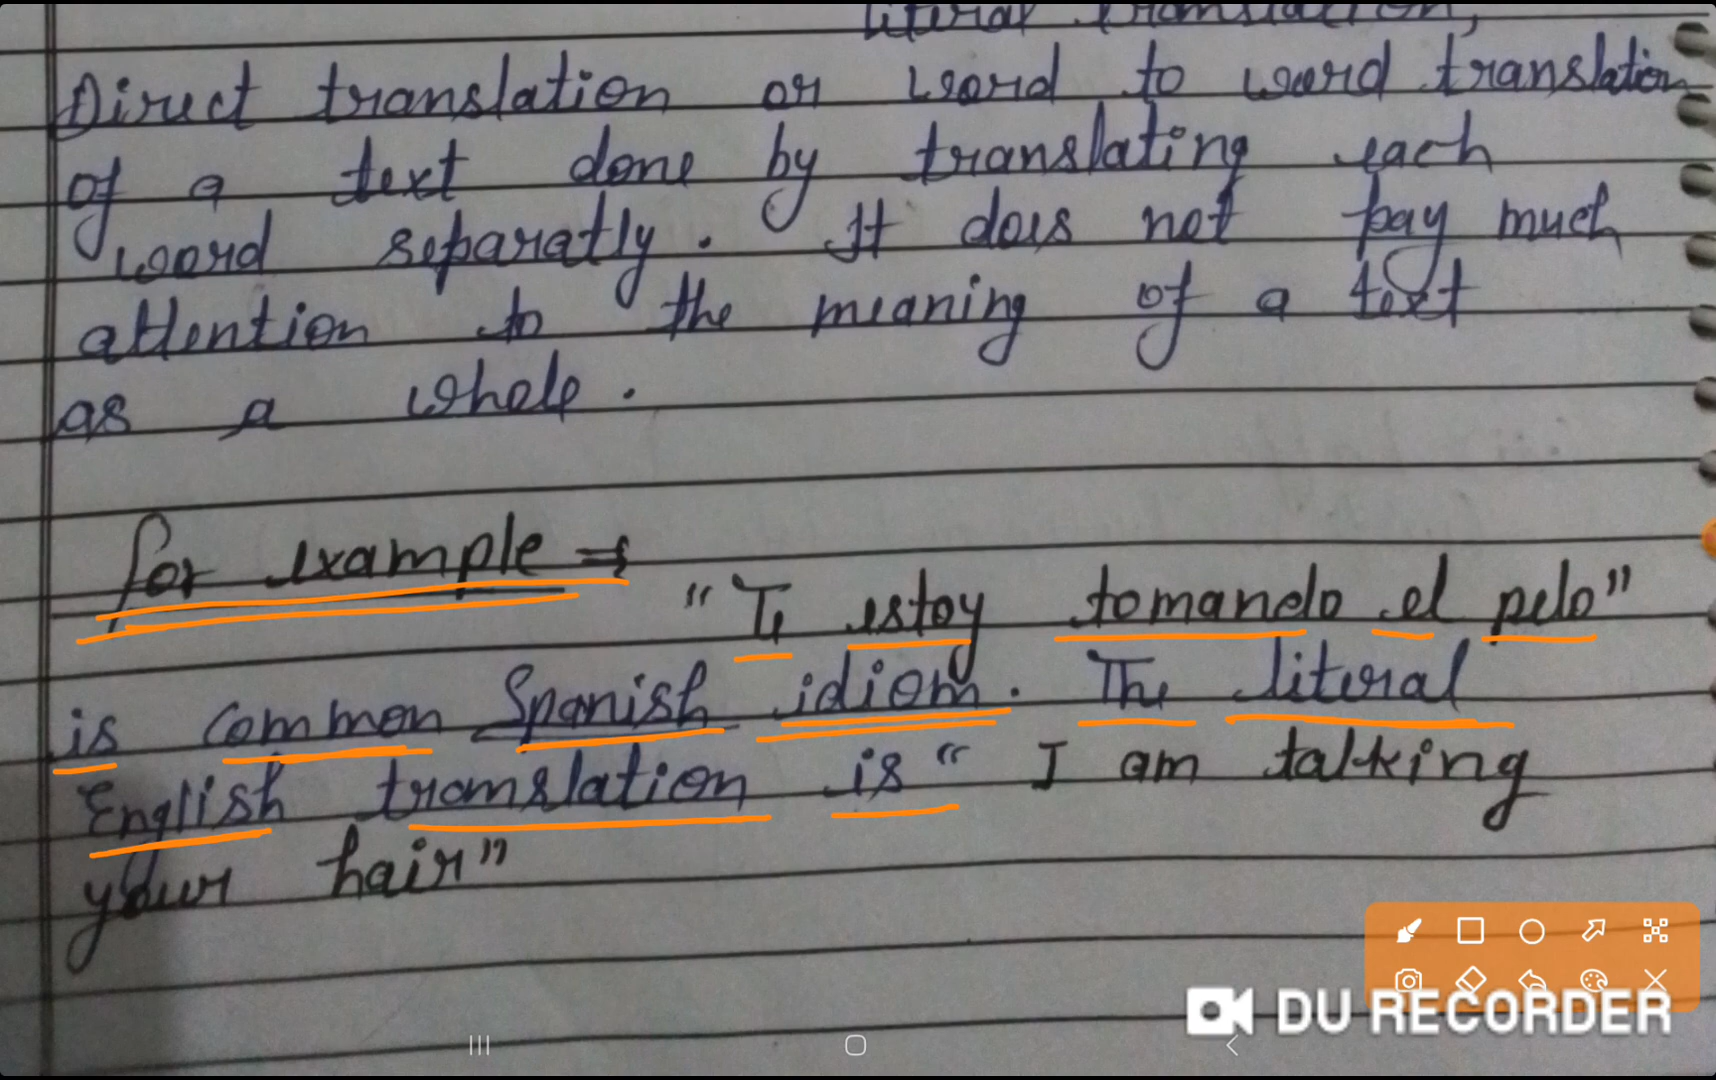 literal translation,
Direct translation or word to word translation
of a text done by translating each
word separatly. It does not pay much
attention to the meaning of a text
as a whole.
for example =
"Te estoy tomando el pelo"
is common Spanish idiom. The literal
English translation is " I am talking
your hair"
DU RECORDER